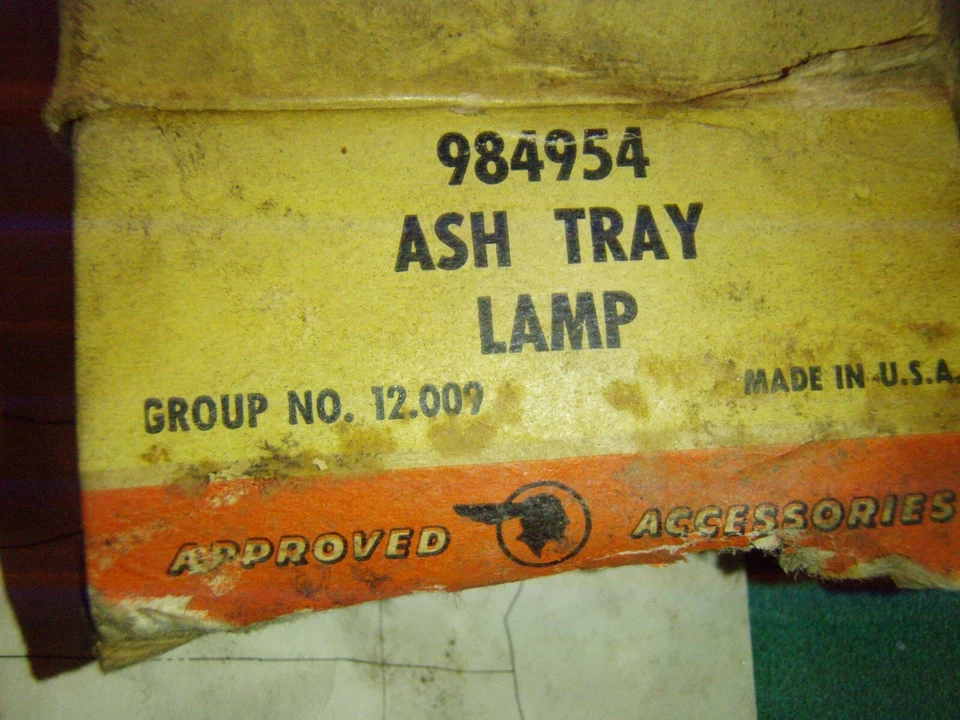 984954
ASH TRAY
LAMP
GROUP NO. 12.009
MADE IN U.S.A.
APPROVED ACCESSORIES